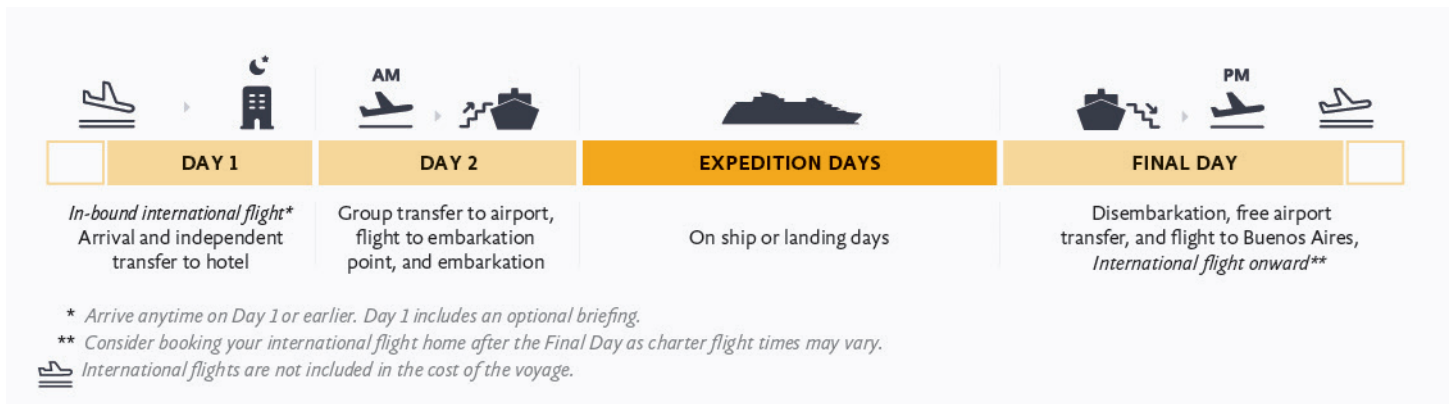 AM
PM
DAY 1
DAY 2
EXPEDITION DAYS
FINAL DAY
In-bound international flight*
Arrival and independent
transfer to hotel
Group transfer to airport,
flight to embarkation
point, and embarkation
On ship or landing days
Disembarkation, free airport
transfer, and flight to Buenos Aires,
International flight onward**
* Arrive anytime on Day 1 or earlier. Day 1 includes an optional briefing.
** Consider booking your international flight home after the Final Day as charter flight times may vary.
International flights are not included in the cost of the voyage.